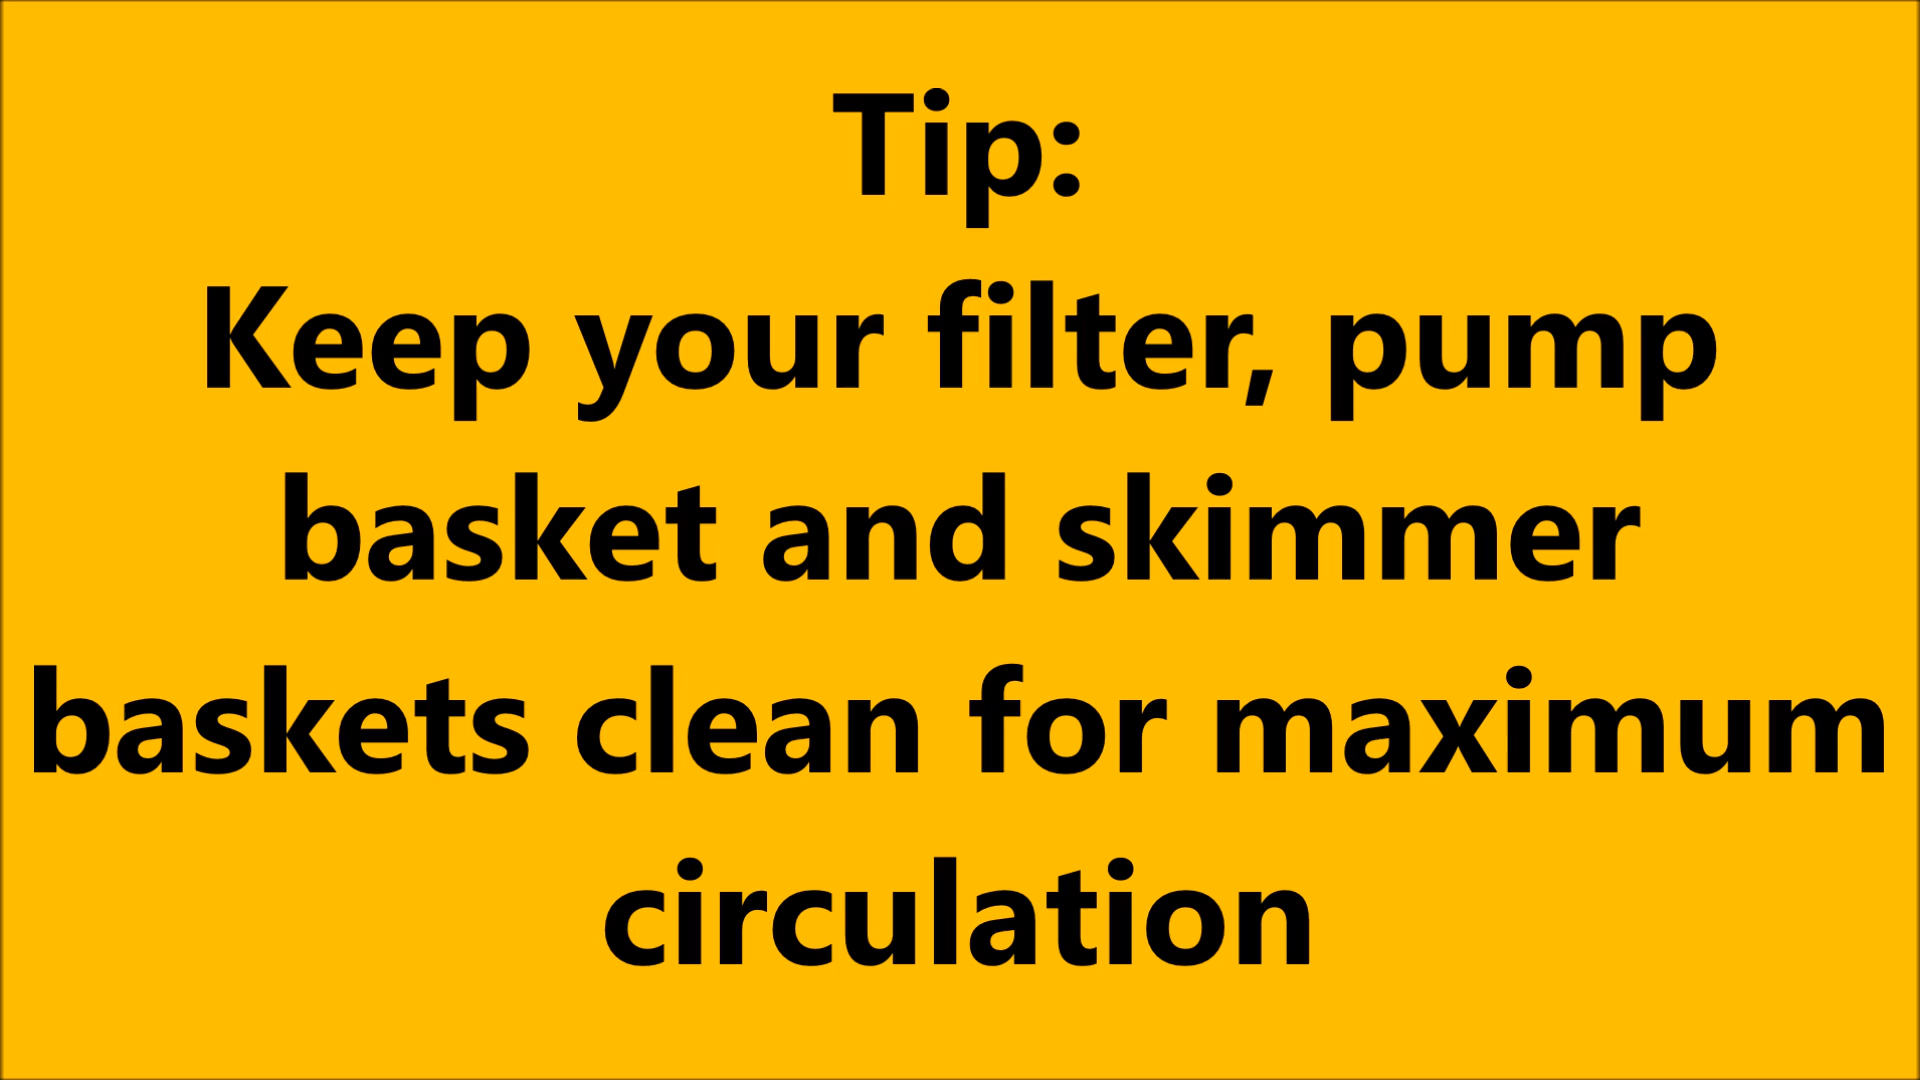 Tip:
Keep your filter, pump
basket and skimmer
baskets clean for maximum
circulation